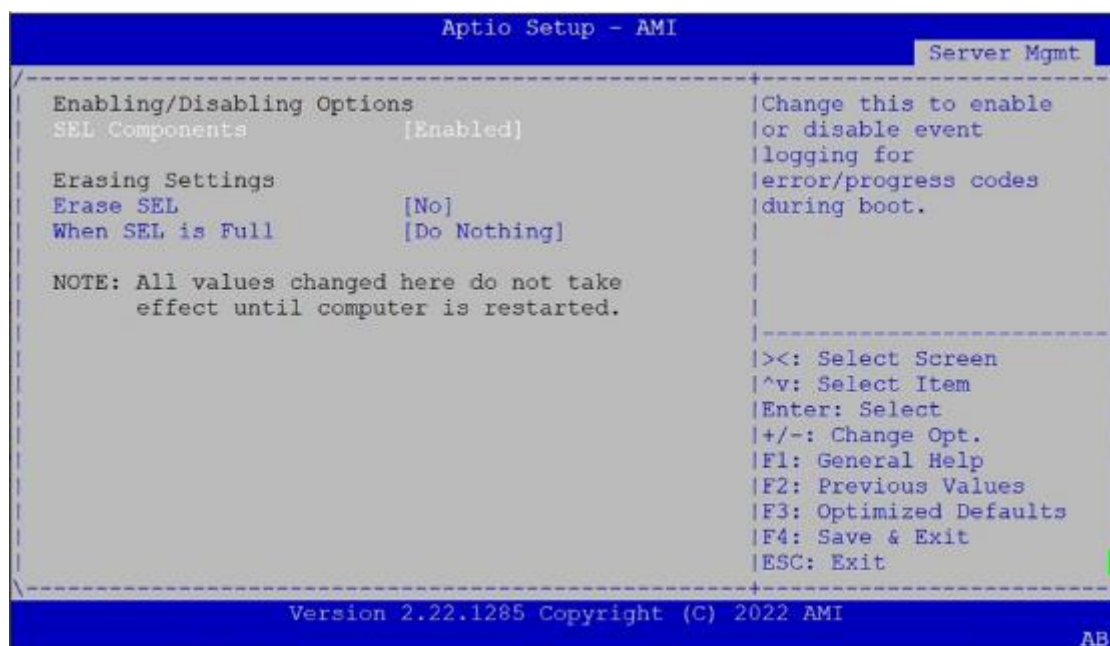 Aptio Setup - AMI
Server Mgmt
Enabling/Disabling Options
SEL Components [Enabled]
Erasing Settings
Erase SEL [No]
When SEL is Full [Do Nothing]
NOTE: All values changed here do not take
effect until computer is restarted.
Change this to enable
or disable event
logging for
error/progress codes
during boot.
><: Select Screen
^v: Select Item
Enter: Select
+/-: Change Opt.
F1: General Help
F2: Previous Values
F3: Optimized Defaults
F4: Save & Exit
ESC: Exit
Version 2.22.1285 Copyright (C) 2022 AMI
AB